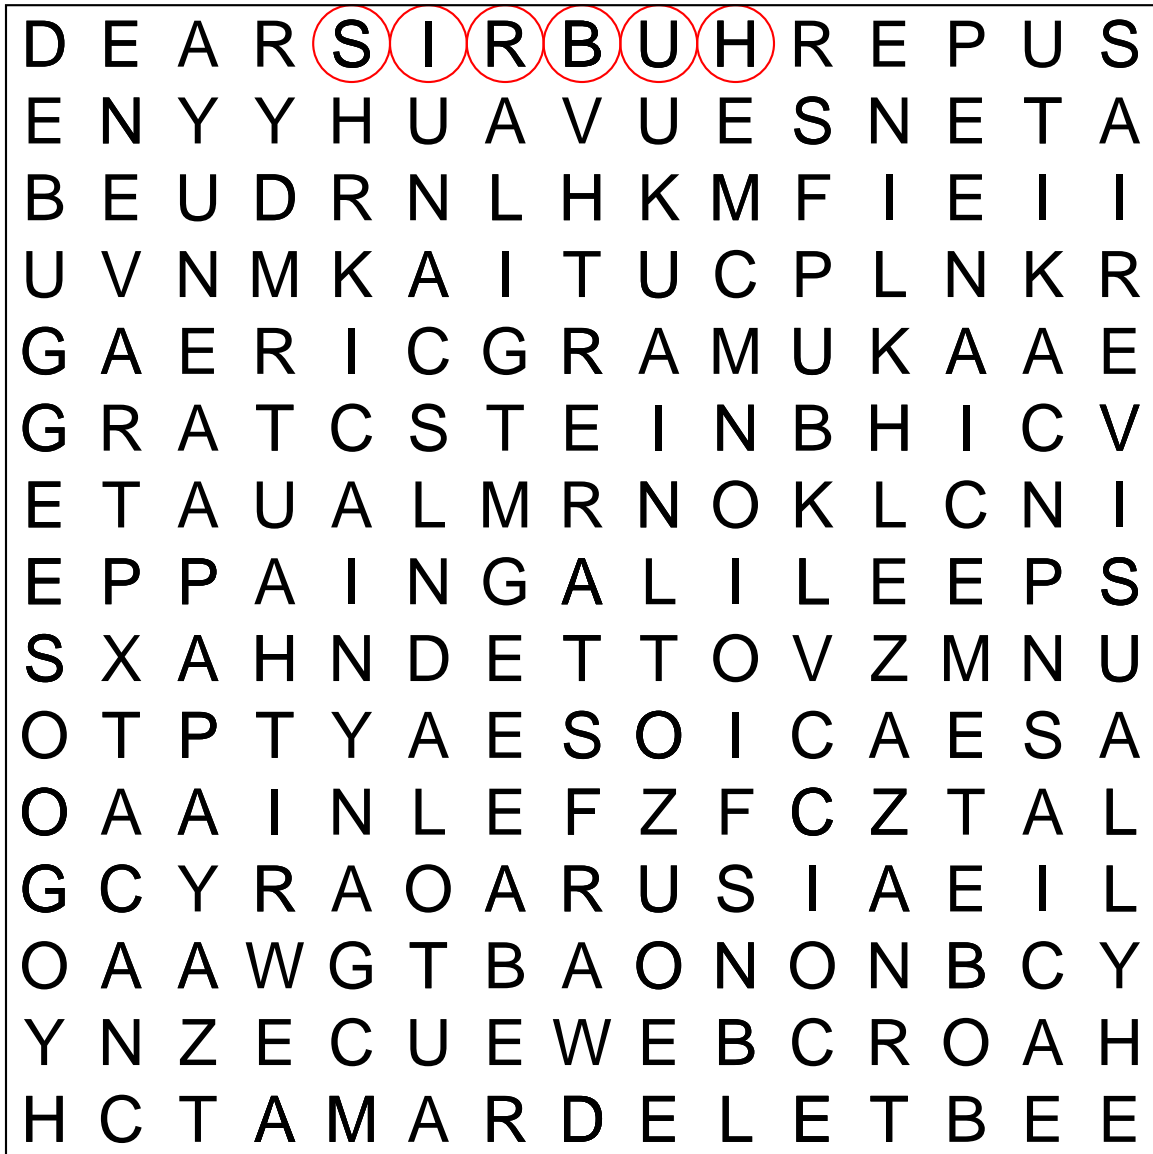 D E A R S I R B U H R E P U S
E N Y Y H U A V U E S N E T A
B E U D R N L H K M F I E I I
U V N M K A I T U C P L N K R
G A E R I C G R A M U K A A E
G R A T C S T E I N B H I C V
E T A U A L M R N O K L C N I
E P P A I N G A L I L E E P S
S X A H N D E T T O V Z M N U
O T P T Y A E S O I C A E S A
O A A I N L E F Z F C Z T A L
G C Y R A O A R U S I A E I L
O A A W G T B A O N O N B C Y
Y N Z E C U E W E B C R O A H
H C T A M A R D E L E T B E E